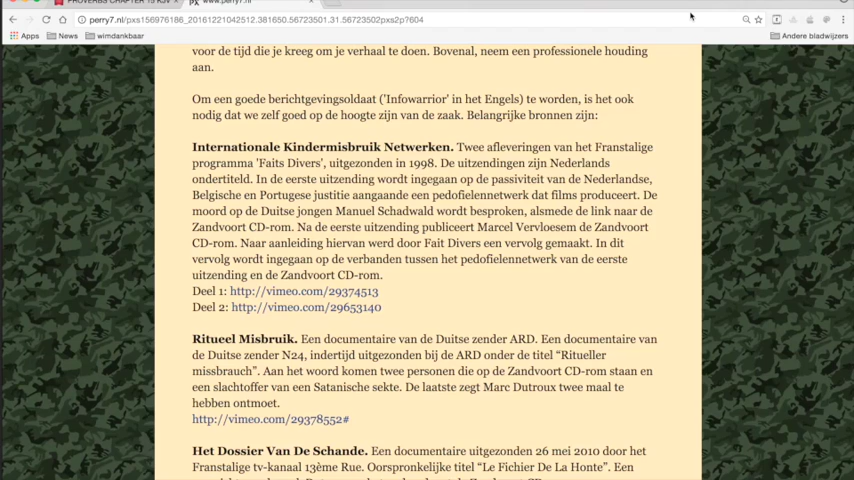 PROVERBS CHAPTER 15 KJV
www.perry7.nl/
perry7.nl/pxs156976186_20161221042512.381650.56723501.31.56723502pxs2p?604
Apps News wimdankbaar Andere bladwijzers
voor de tijd die je kreeg om je verhaal te doen. Bovenal, neem een professionele houding
aan.
Om een goede berichtgevingsoldaat ('Infowarrior' in het Engels) te worden, is het ook
nodig dat we zelf goed op de hoogte zijn van de zaak. Belangrijke bronnen zijn:
Internationale Kindermisbruik Netwerken. Twee afleveringen van het Franstalige
programma 'Faits Divers', uitgezonden in 1998. De uitzendingen zijn Nederlands
ondertiteld. In de eerste uitzending wordt ingegaan op de passiviteit van de Nederlandse,
Belgische en Portugese justitie aangaande een pedofielennetwerk dat films produceert. De
moord op de Duitse jongen Manuel Schadwald wordt besproken, alsmede de link naar de
Zandvoort CD-rom. Na de eerste uitzending publiceert Marcel Vervloesem de Zandvoort
CD-rom. Naar aanleiding hiervan werd door Fait Divers een vervolg gemaakt. In dit
vervolg wordt ingegaan op de verbanden tussen het pedofielennetwerk van de eerste
uitzending en de Zandvoort CD-rom.
Deel 1: http://vimeo.com/29374513
Deel 2: http://vimeo.com/29653140
Ritueel Misbruik. Een documentaire van de Duitse zender ARD. Een documentaire van
de Duitse zender N24, indertijd uitgezonden bij de ARD onder de titel “Ritueller
missbrauch”. Aan het woord komen twee personen die op de Zandvoort CD-rom staan en
een slachtoffer van een Satanische sekte. De laatste zegt Marc Dutroux twee maal te
hebben ontmoet.
http://vimeo.com/29378552#
Het Dossier Van De Schande. Een documentaire uitgezonden 26 mei 2010 door het
Franstalige tv-kanaal 13ème Rue. Oorspronkelijke titel “Le Fichier De La Honte”. Een